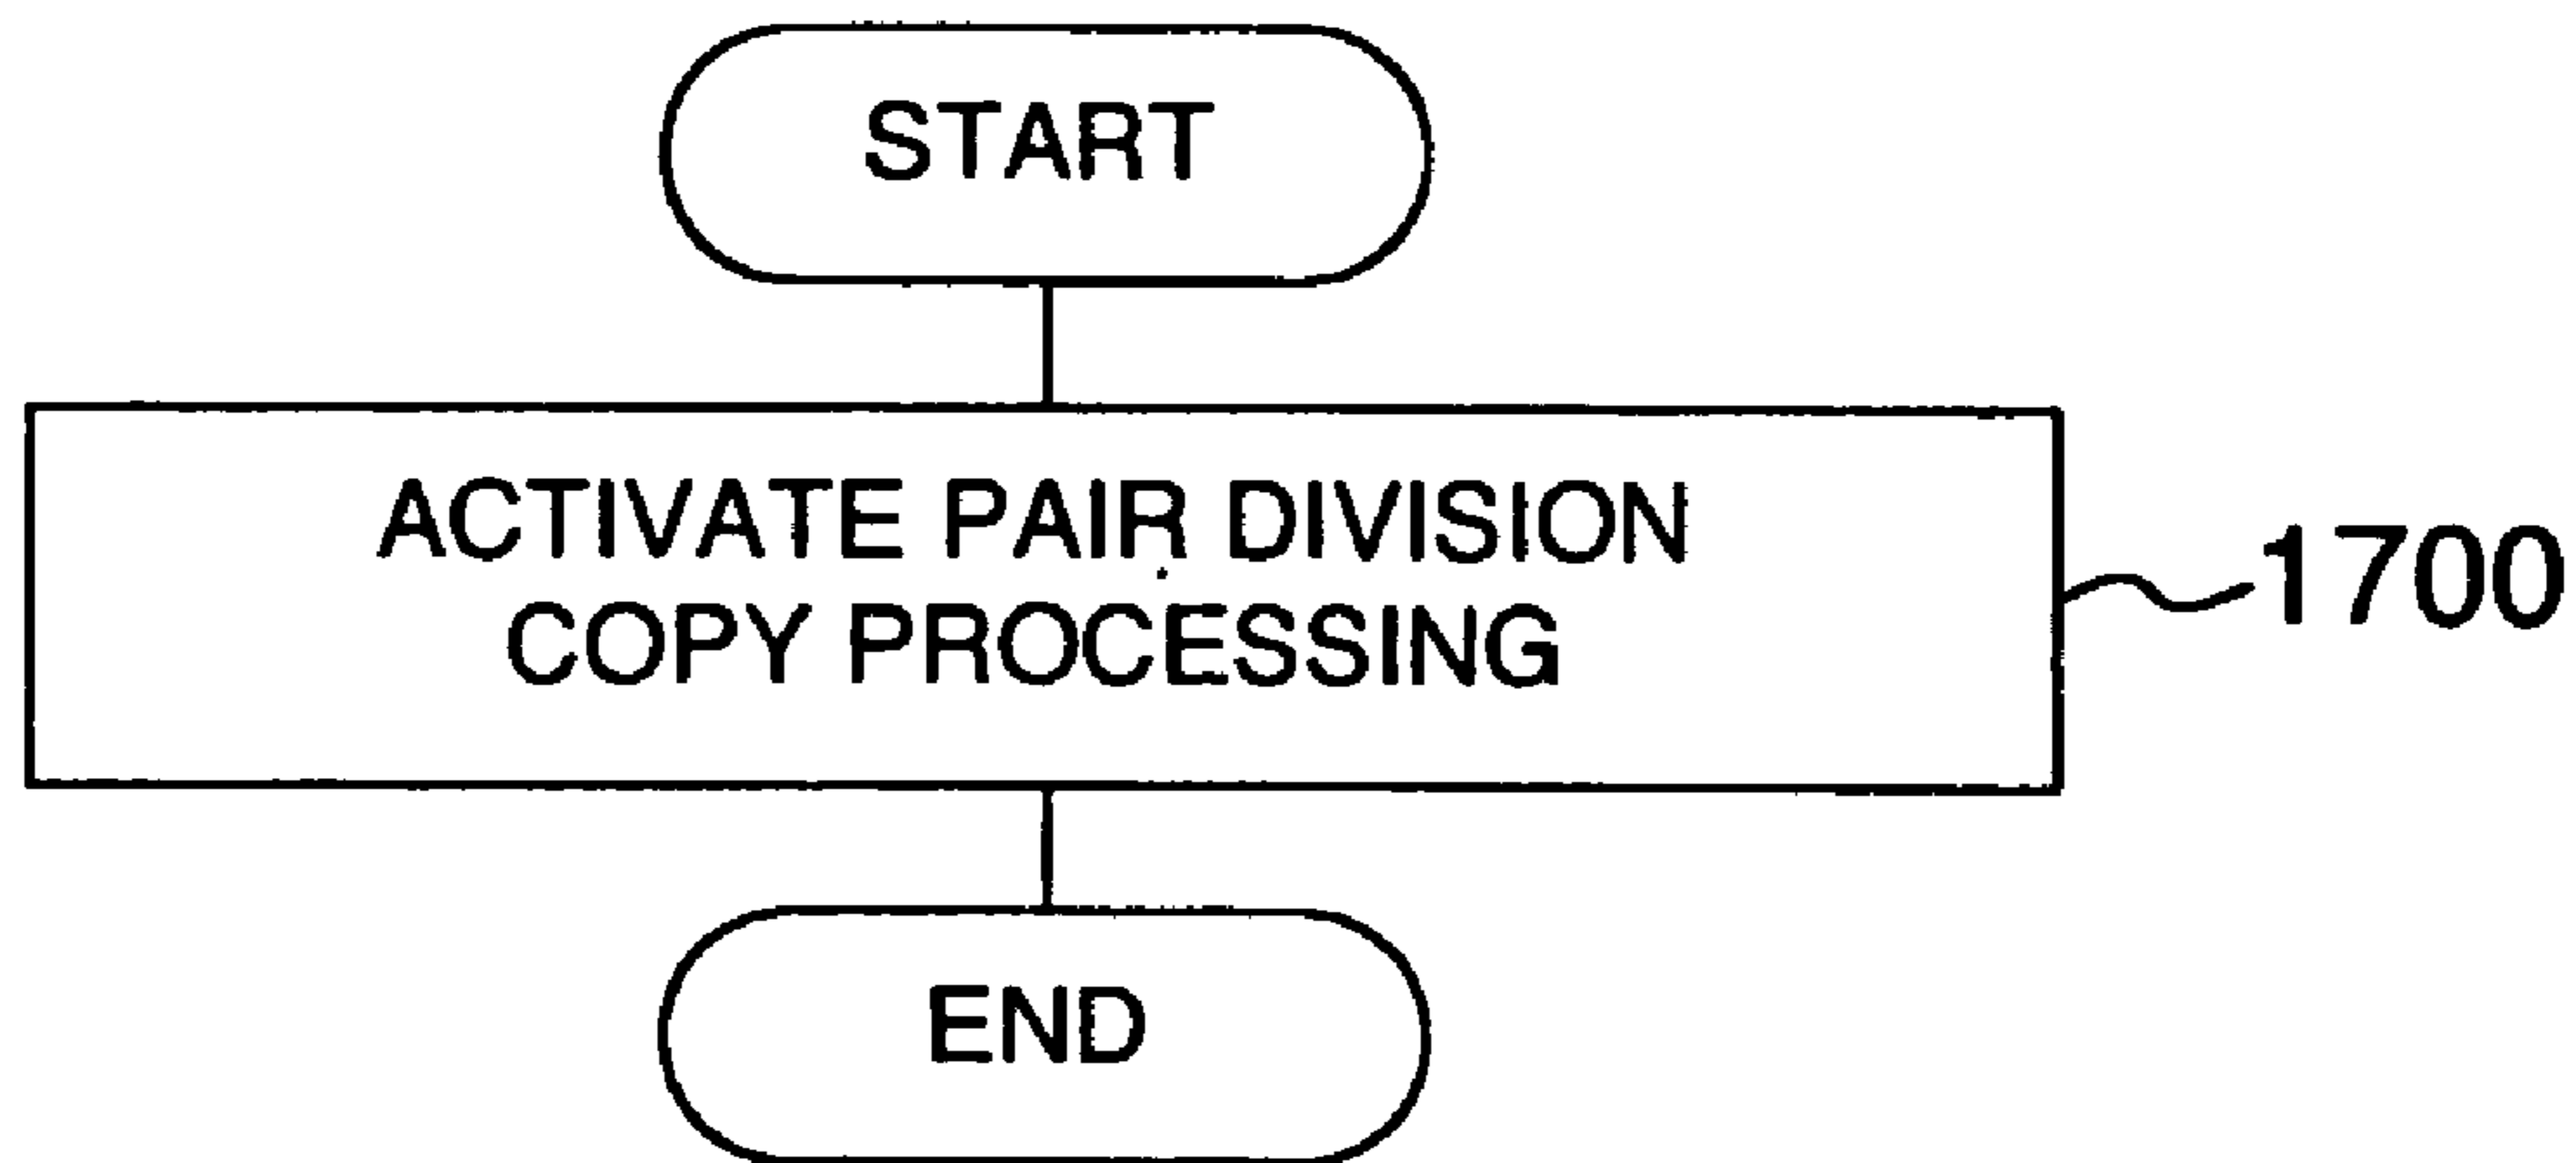 START
ACTIVATE PAIR DIVISION
COPY PROCESSING
1700
END